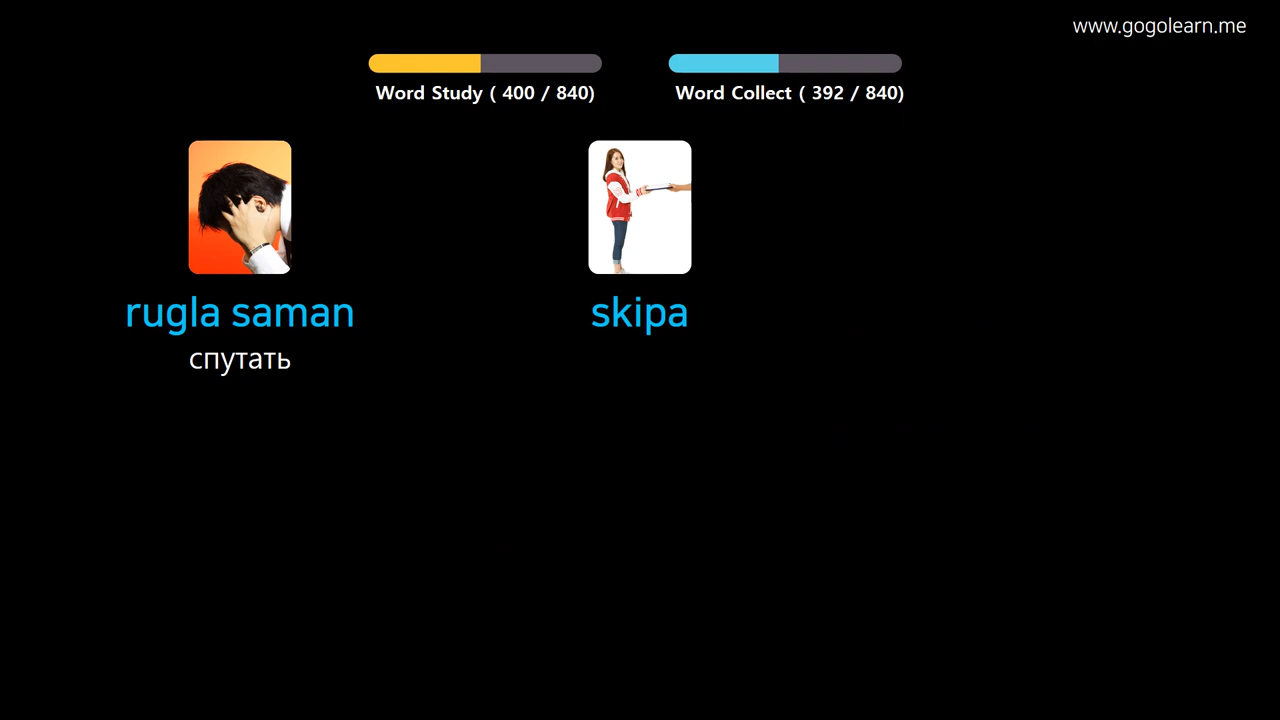 www.gogolearn.me
Word Study ( 400 / 840)
Word Collect ( 392 / 840)
rugla saman
skipa
спутать